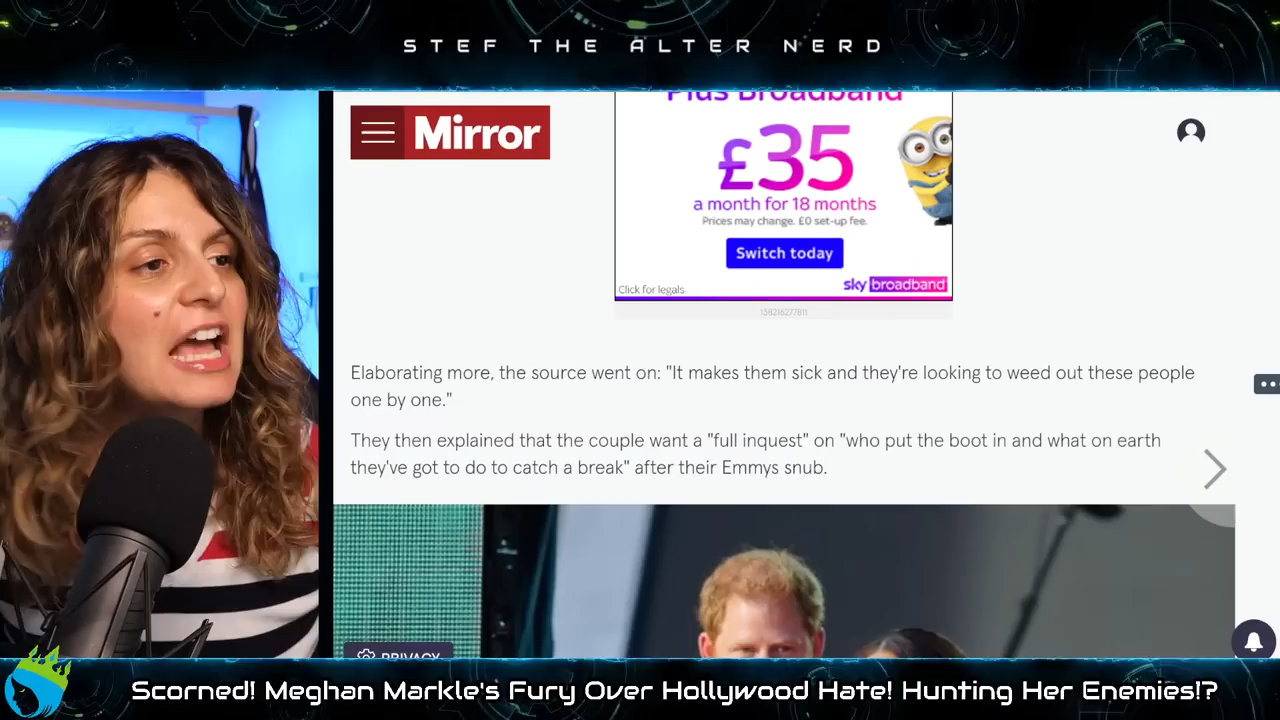 STEF THE ALTER NERD
Plus Broadband
Mirror
£35
a month for 18 months
Prices may change. £0 set-up fee.
Switch today
Click for legals
sky broadband
138216277811
Elaborating more, the source went on: "It makes them sick and they're looking to weed out these people
one by one."
They then explained that the couple want a "full inquest" on "who put the boot in and what on earth
they've got to do to catch a break" after their Emmys snub.
PRIVACY
Scorned! Meghan Markle's Fury Over Hollywood Hate! Hunting Her Enemies!?